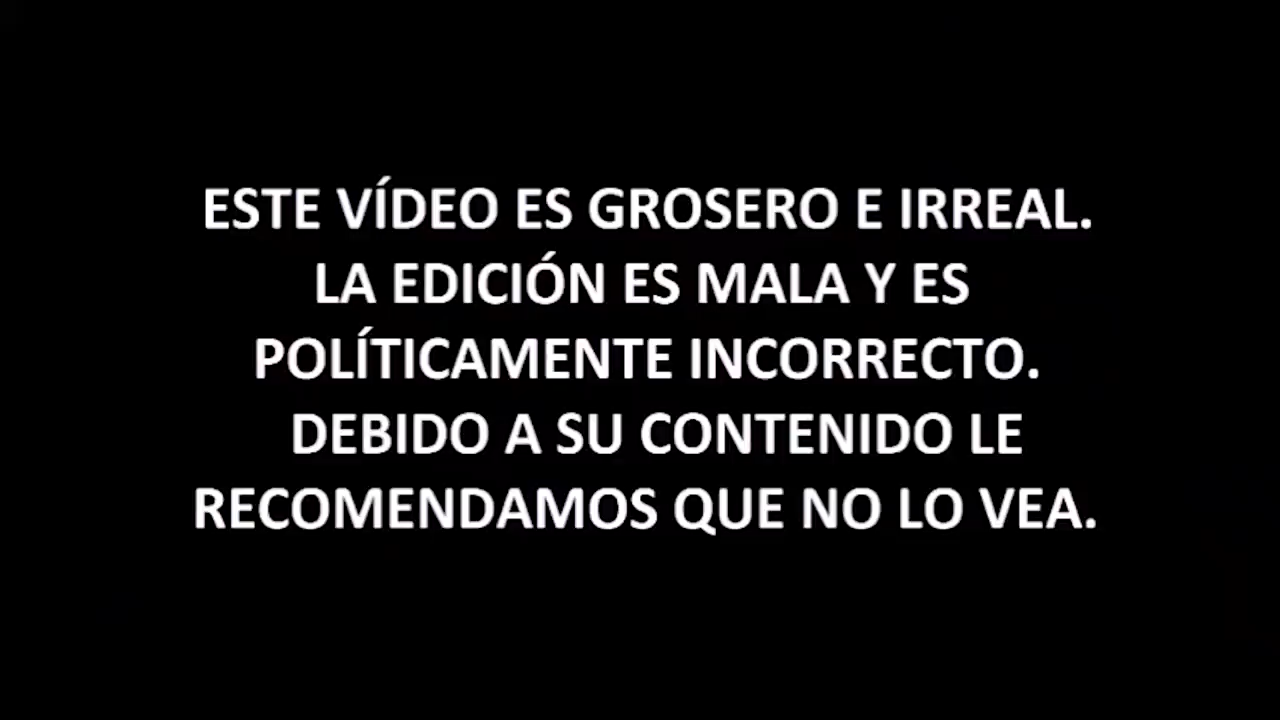 ESTE VÍDEO ES GROSERO E IRREAL.
LA EDICIÓN ES MALA Y ES
POLÍTICAMENTE INCORRECTO.
DEBIDO A SU CONTENIDO LE
RECOMENDAMOS QUE NO LO VEA.